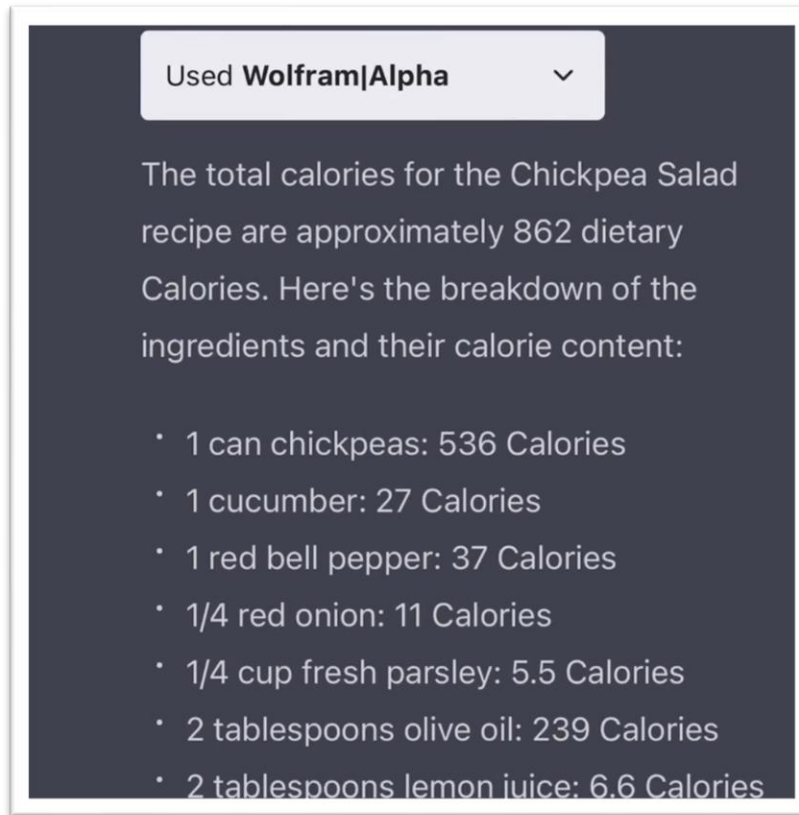 Used Wolfram|Alpha
The total calories for the Chickpea Salad
recipe are approximately 862 dietary
Calories. Here's the breakdown of the
ingredients and their calorie content:
• 1 can chickpeas: 536 Calories
• 1 cucumber: 27 Calories
• 1 red bell pepper: 37 Calories
• 1/4 red onion: 11 Calories
• 1/4 cup fresh parsley: 5.5 Calories
• 2 tablespoons olive oil: 239 Calories
• 2 tablespoons lemon juice: 6.6 Calories